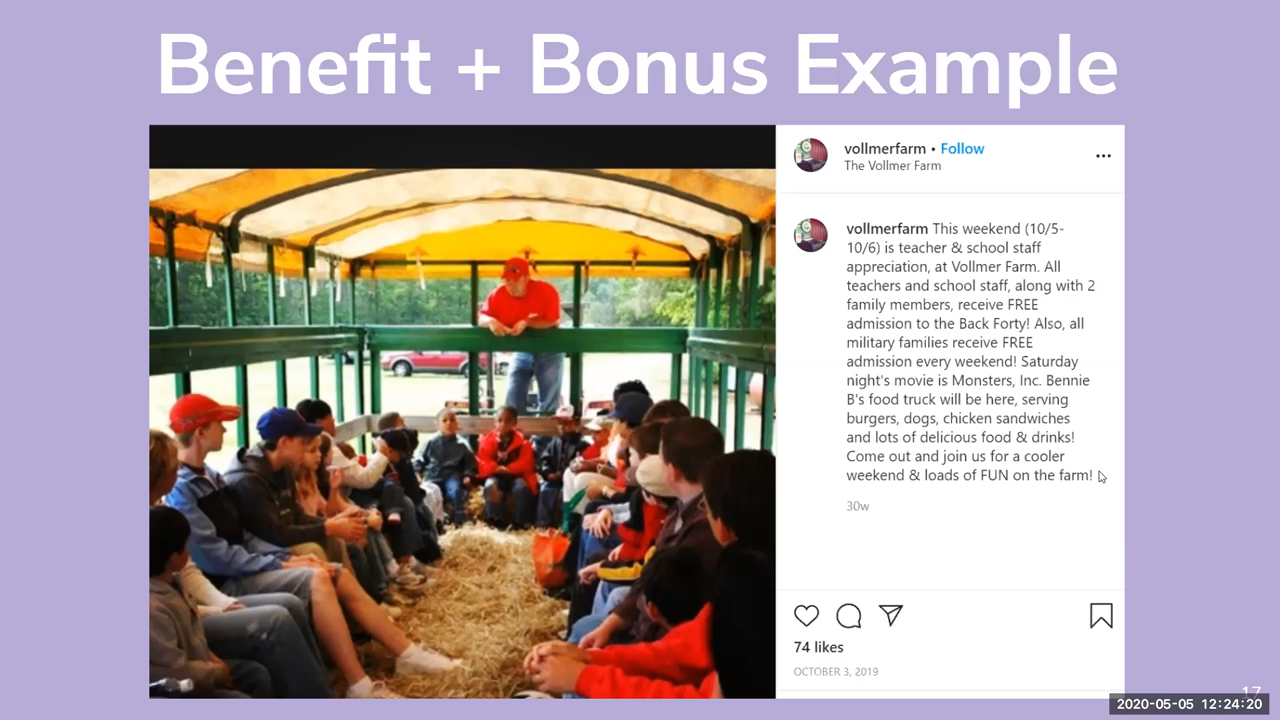 Benefit + Bonus Example
vollmerfarm • Follow
The Vollmer Farm
vollmerfarm This weekend (10/5-
10/6) is teacher & school staff
appreciation, at Vollmer Farm. All
teachers and school staff, along with 2
family members, receive FREE
admission to the Back Forty! Also, all
military families receive FREE
admission every weekend! Saturday
night's movie is Monsters, Inc. Bennie
B's food truck will be here, serving
burgers, dogs, chicken sandwiches
and lots of delicious food & drinks!
Come out and join us for a cooler
weekend & loads of FUN on the farm!
30w
74 likes
OCTOBER 3, 2019
17
2020-05-05 12:24:20